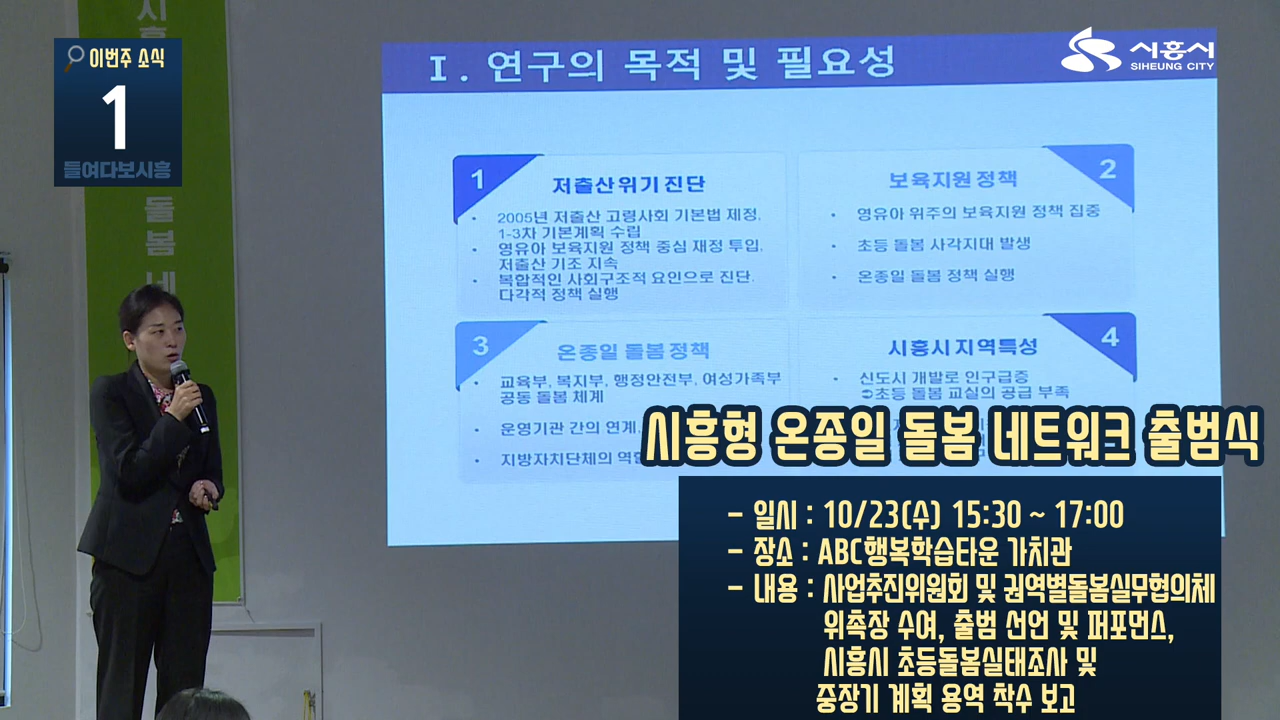 이번주 소식
1
들여다보시흥
시흥시
SIHEUNG CITY
시
흥
돌
봄
네
Ⅰ. 연구의 목적 및 필요성
1
저출산위기 진단
• 2005년 저출산 고령사회 기본법 제정,
1-3차 기본계획 수립
• 영유아 보육지원 정책 중심 재정 투입,
저출산 기조 지속
• 복합적인 사회구조적 요인으로 진단,
다각적 정책 실행
2
보육지원 정책
• 영유아 위주의 보육지원 정책 집중
• 초등 돌봄 사각지대 발생
• 온종일 돌봄 정책 실행
3
온종일 돌봄 정책
• 교육부, 복지부, 행정안전부, 여성가족부
공동 돌봄 체계
• 운영기관 간의 연계,
• 지방자치단체의
4
시흥시 지역특성
• 신도시 개발로 인구급증
➲초등 돌봄 교실의 공급 부족
시흥형 온종일 돌봄 네트워크 출범식
- 일시 : 10/23(수) 15:30 ~ 17:00
- 장소 : ABC행복학습타운 가치관
- 내용 : 사업추진위원회 및 권역별돌봄실무협의체
위촉장 수여, 출범 선언 및 퍼포먼스,
시흥시 초등돌봄실태조사 및
중장기 계획 용역 착수 보고